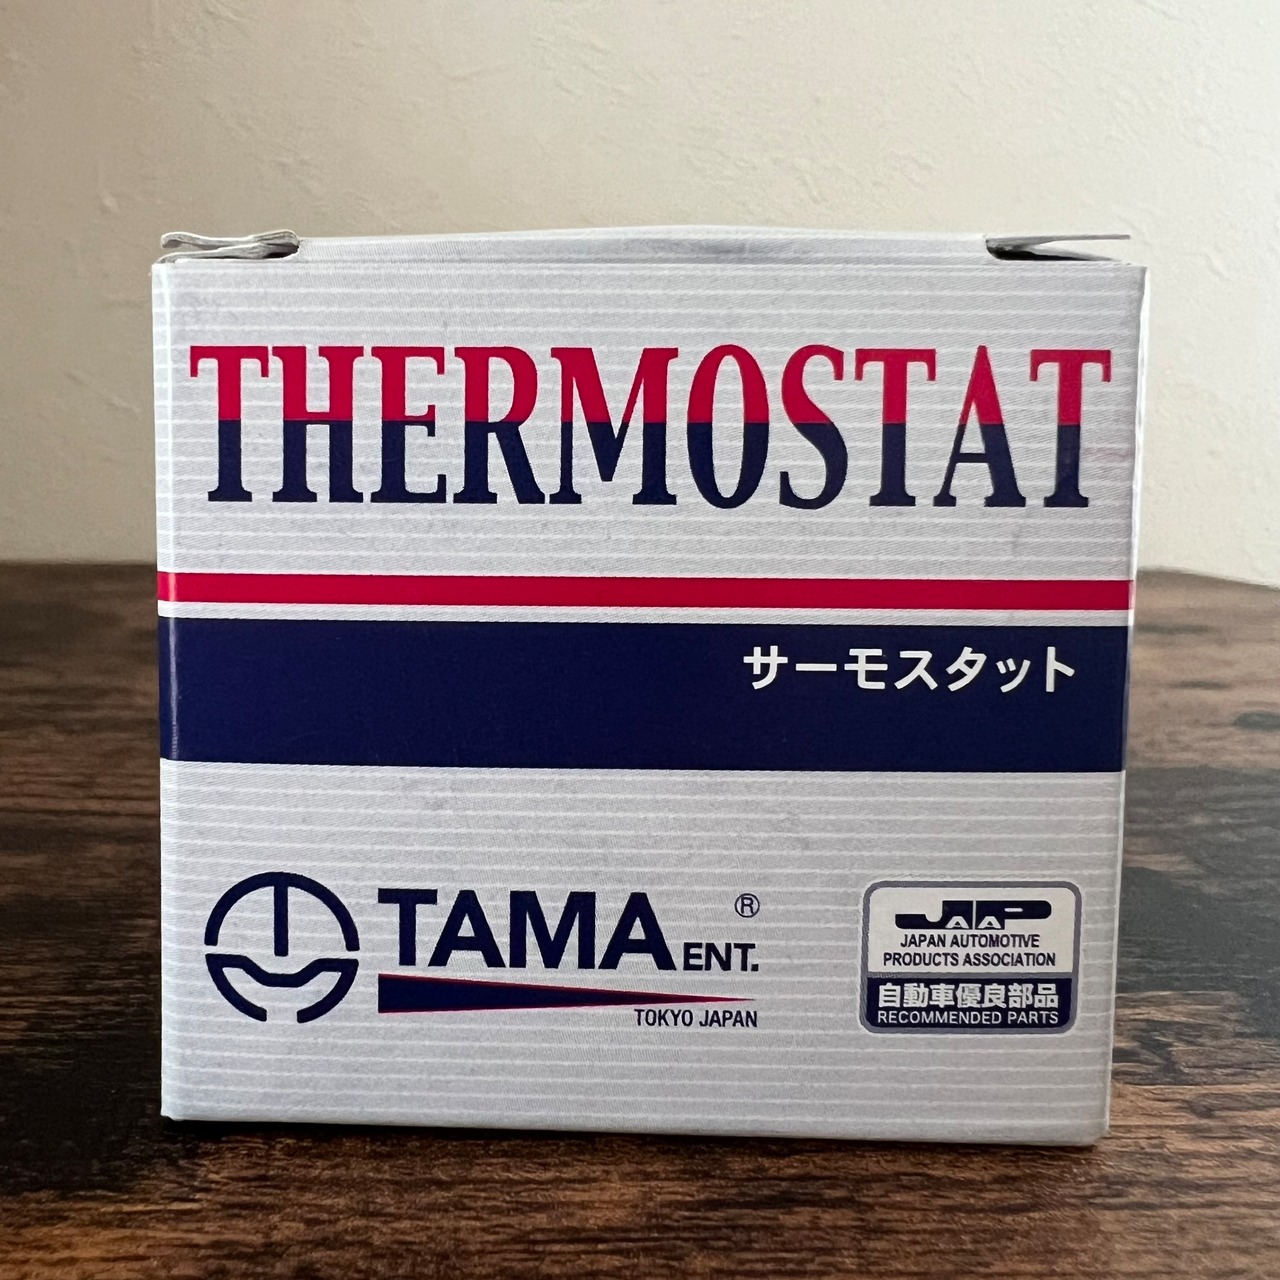 THERMOSTAT
サーモスタット
TAMA ENT. ®
TOKYO JAPAN
JAAAP
JAPAN AUTOMOTIVE
PRODUCTS ASSOCIATION
自動車優良部品
RECOMMENDED PARTS